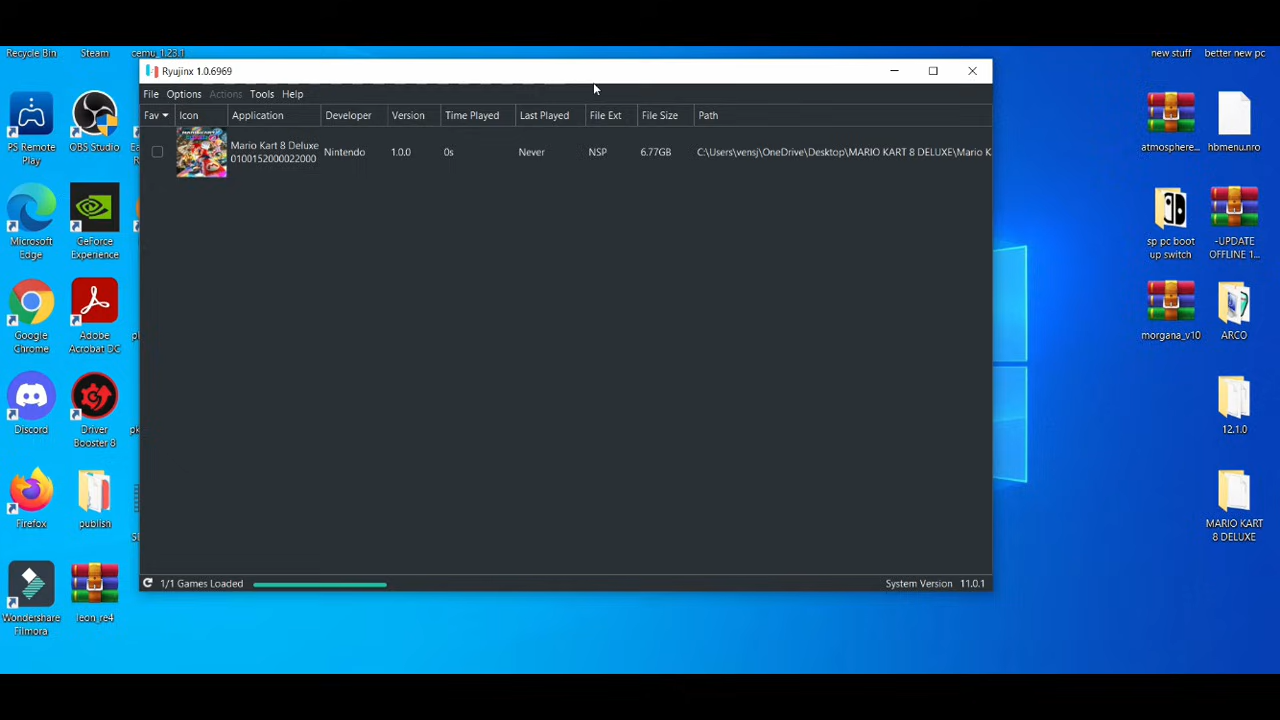 Recycle Bin
Steam
cemu_1.23.1
new stuff
better new pc
Ryujinx 1.0.6969
File Options Actions Tools Help
Fav Icon Application Developer Version Time Played Last Played File Ext File Size Path
Mario Kart 8 Deluxe
0100152000022000
Nintendo 1.0.0 0s Never NSP 6.77GB C:\Users\vensj\OneDrive\Desktop\MARIO KART 8 DELUXE\Mario K
1/1 Games Loaded
System Version 11.0.1
PS Remote
Play
OBS Studio
Microsoft
Edge
GeForce
Experience
Google
Chrome
Adobe
Acrobat DC
Discord
Driver
Booster 8
Firefox
publish
Wondershare
Filmora
leon_re4
atmosphere...
hbmenu.nro
sp pc boot
up switch
-UPDATE
OFFLINE 1...
morgana_v10
ARCO
12.1.0
MARIO KART
8 DELUXE